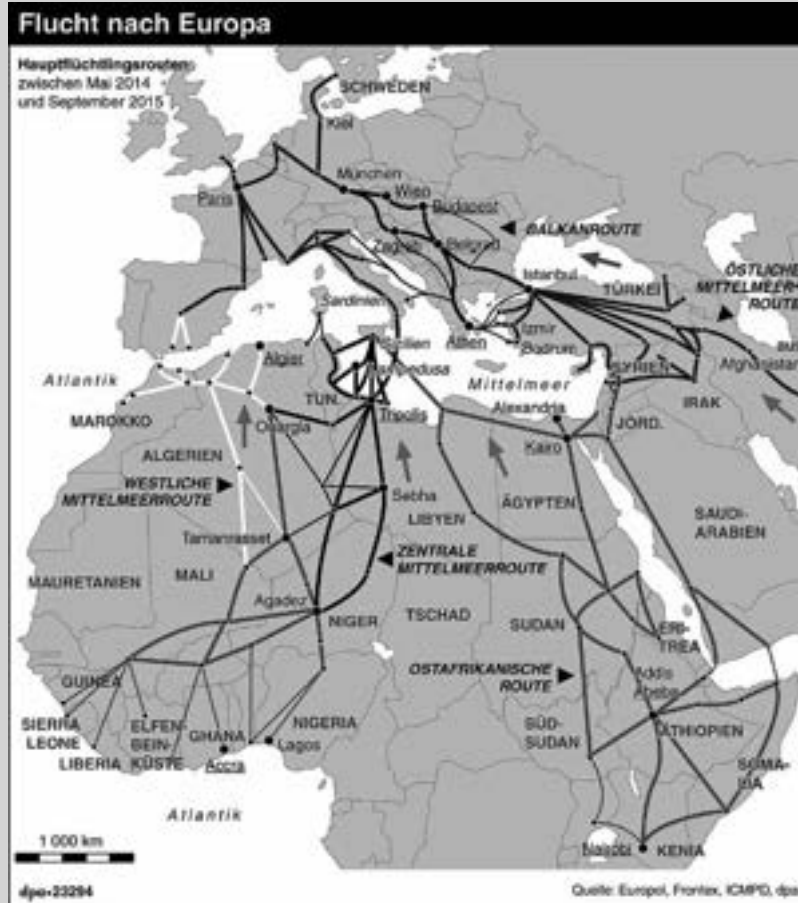 Flucht nach Europa
Hauptflüchtlingsrouten
zwischen Mai 2014
und September 2015
SCHWEDEN
Kiel
München
Paris
Wien
Budapest
BALKANROUTE
Zagreb
Belgrad
Istanbul
TÜRKEI
ÖSTLICHE
MITTELMEER-
ROUTE
Sardinien
Sizilien
Athen
Izmir
Bodrum
Algier
Lampedusa
SYRIEN
Afghanistan
Atlantik
Mittelmeer
IRAK
MAROKKO
TUN.
Tripolis
Alexandria
JORD.
Ouargla
Kairo
ALGERIEN
WESTLICHE
MITTELMEERROUTE
Sebha
LIBYEN
ÄGYPTEN
SAUDI-
ARABIEN
Tamanrasset
ZENTRALE
MITTELMEERROUTE
MAURETANIEN
MALI
Agadez
NIGER
TSCHAD
SUDAN
ERI-
TREA
OSTAFRIKANISCHE
ROUTE
Addis
Abeba
GUINEA
SIERRA
LEONE
LIBERIA
ELFEN-
BEIN-
KÜSTE
GHANA
NIGERIA
Accra
Lagos
SÜD-
SUDAN
ÄTHIOPIEN
SOMA-
LIA
Atlantik
1 000 km
Nairobi
KENIA
dpa•23294
Quelle: Europol, Frontex, ICMPD, dpa